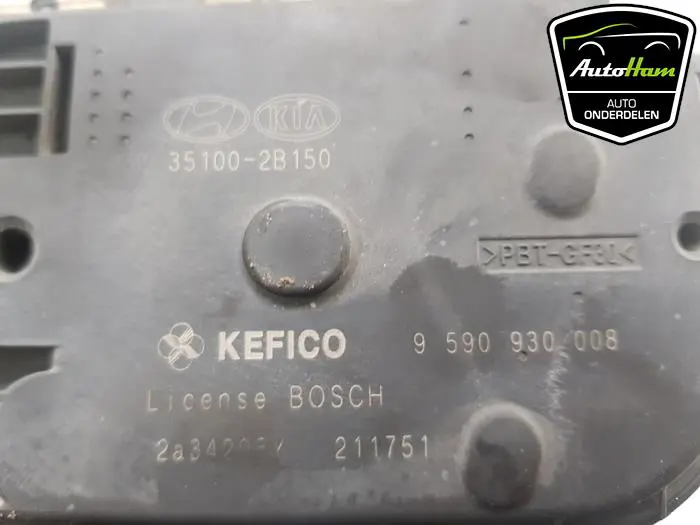 AutoHam
AUTO
ONDERDELEN
KIA
35100-2B150
>PBT-GF30<
KEFICO 9 590 930 008
License BOSCH
211751